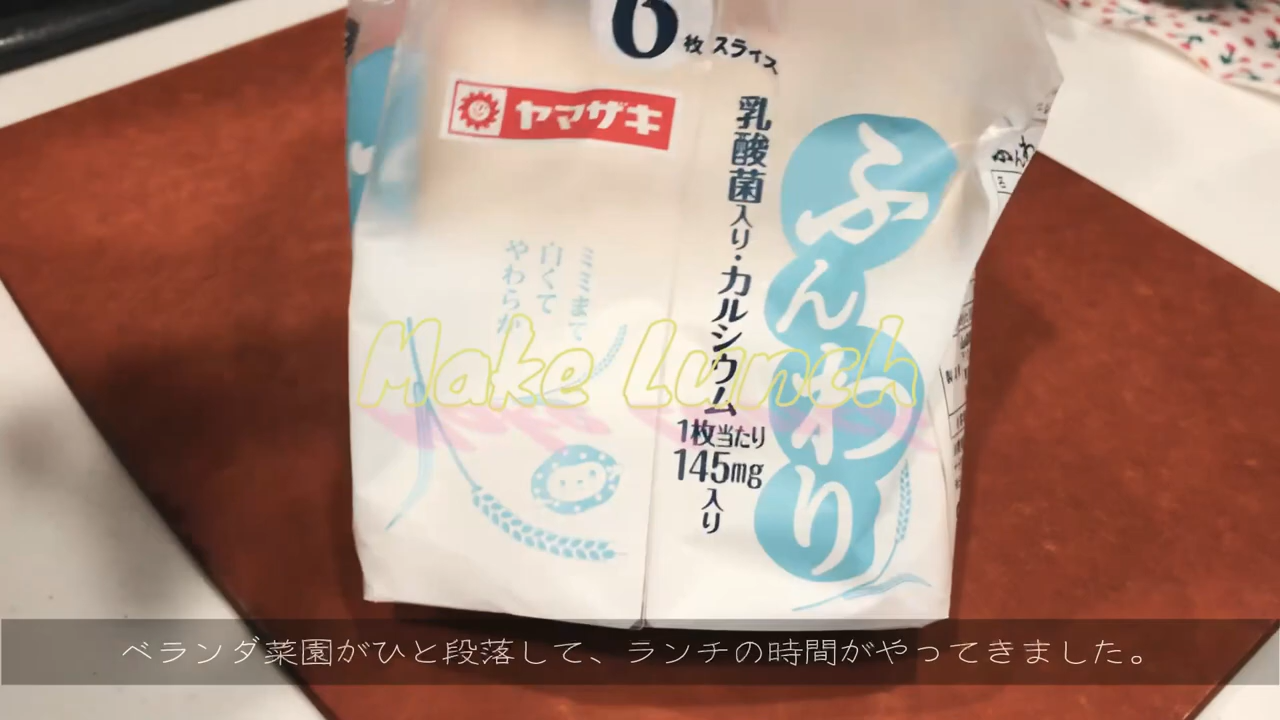 6枚スライス
ヤマザキ
乳酸菌入り・カルシウム
1枚当たり
145mg
入り
ふんわり
ミミまで
白くて
やわらか
Make Lunch
ベランダ菜園がひと段落して、ランチの時間がやってきました。